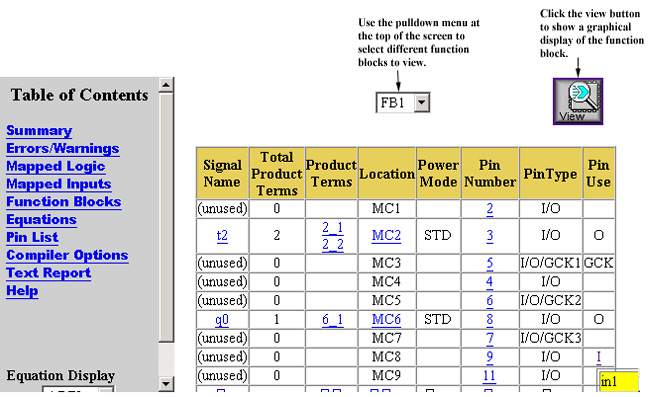 Use the pulldown menu at
the top of the screen to
select different function
blocks to view.
Click the view button
to show a graphical
display of the function
block.
FB1
View
Table of Contents
Summary
Errors/Warnings
Mapped Logic
Mapped Inputs
Function Blocks
Equations
Pin List
Compiler Options
Text Report
Help
Equation Display
Signal Name Total Product Terms Product Terms Location Power Mode Pin Number PinType Pin Use
(unused) 0 MC1 2 I/O
t2 2 2_1 2_2 MC2 STD 3 I/O O
(unused) 0 MC3 5 I/O/GCK1 GCK
(unused) 0 MC4 4 I/O
(unused) 0 MC5 6 I/O/GCK2
q0 1 6_1 MC6 STD 8 I/O O
(unused) 0 MC7 7 I/O/GCK3
(unused) 0 MC8 9 I/O I
(unused) 0 MC9 11 I/O
in1